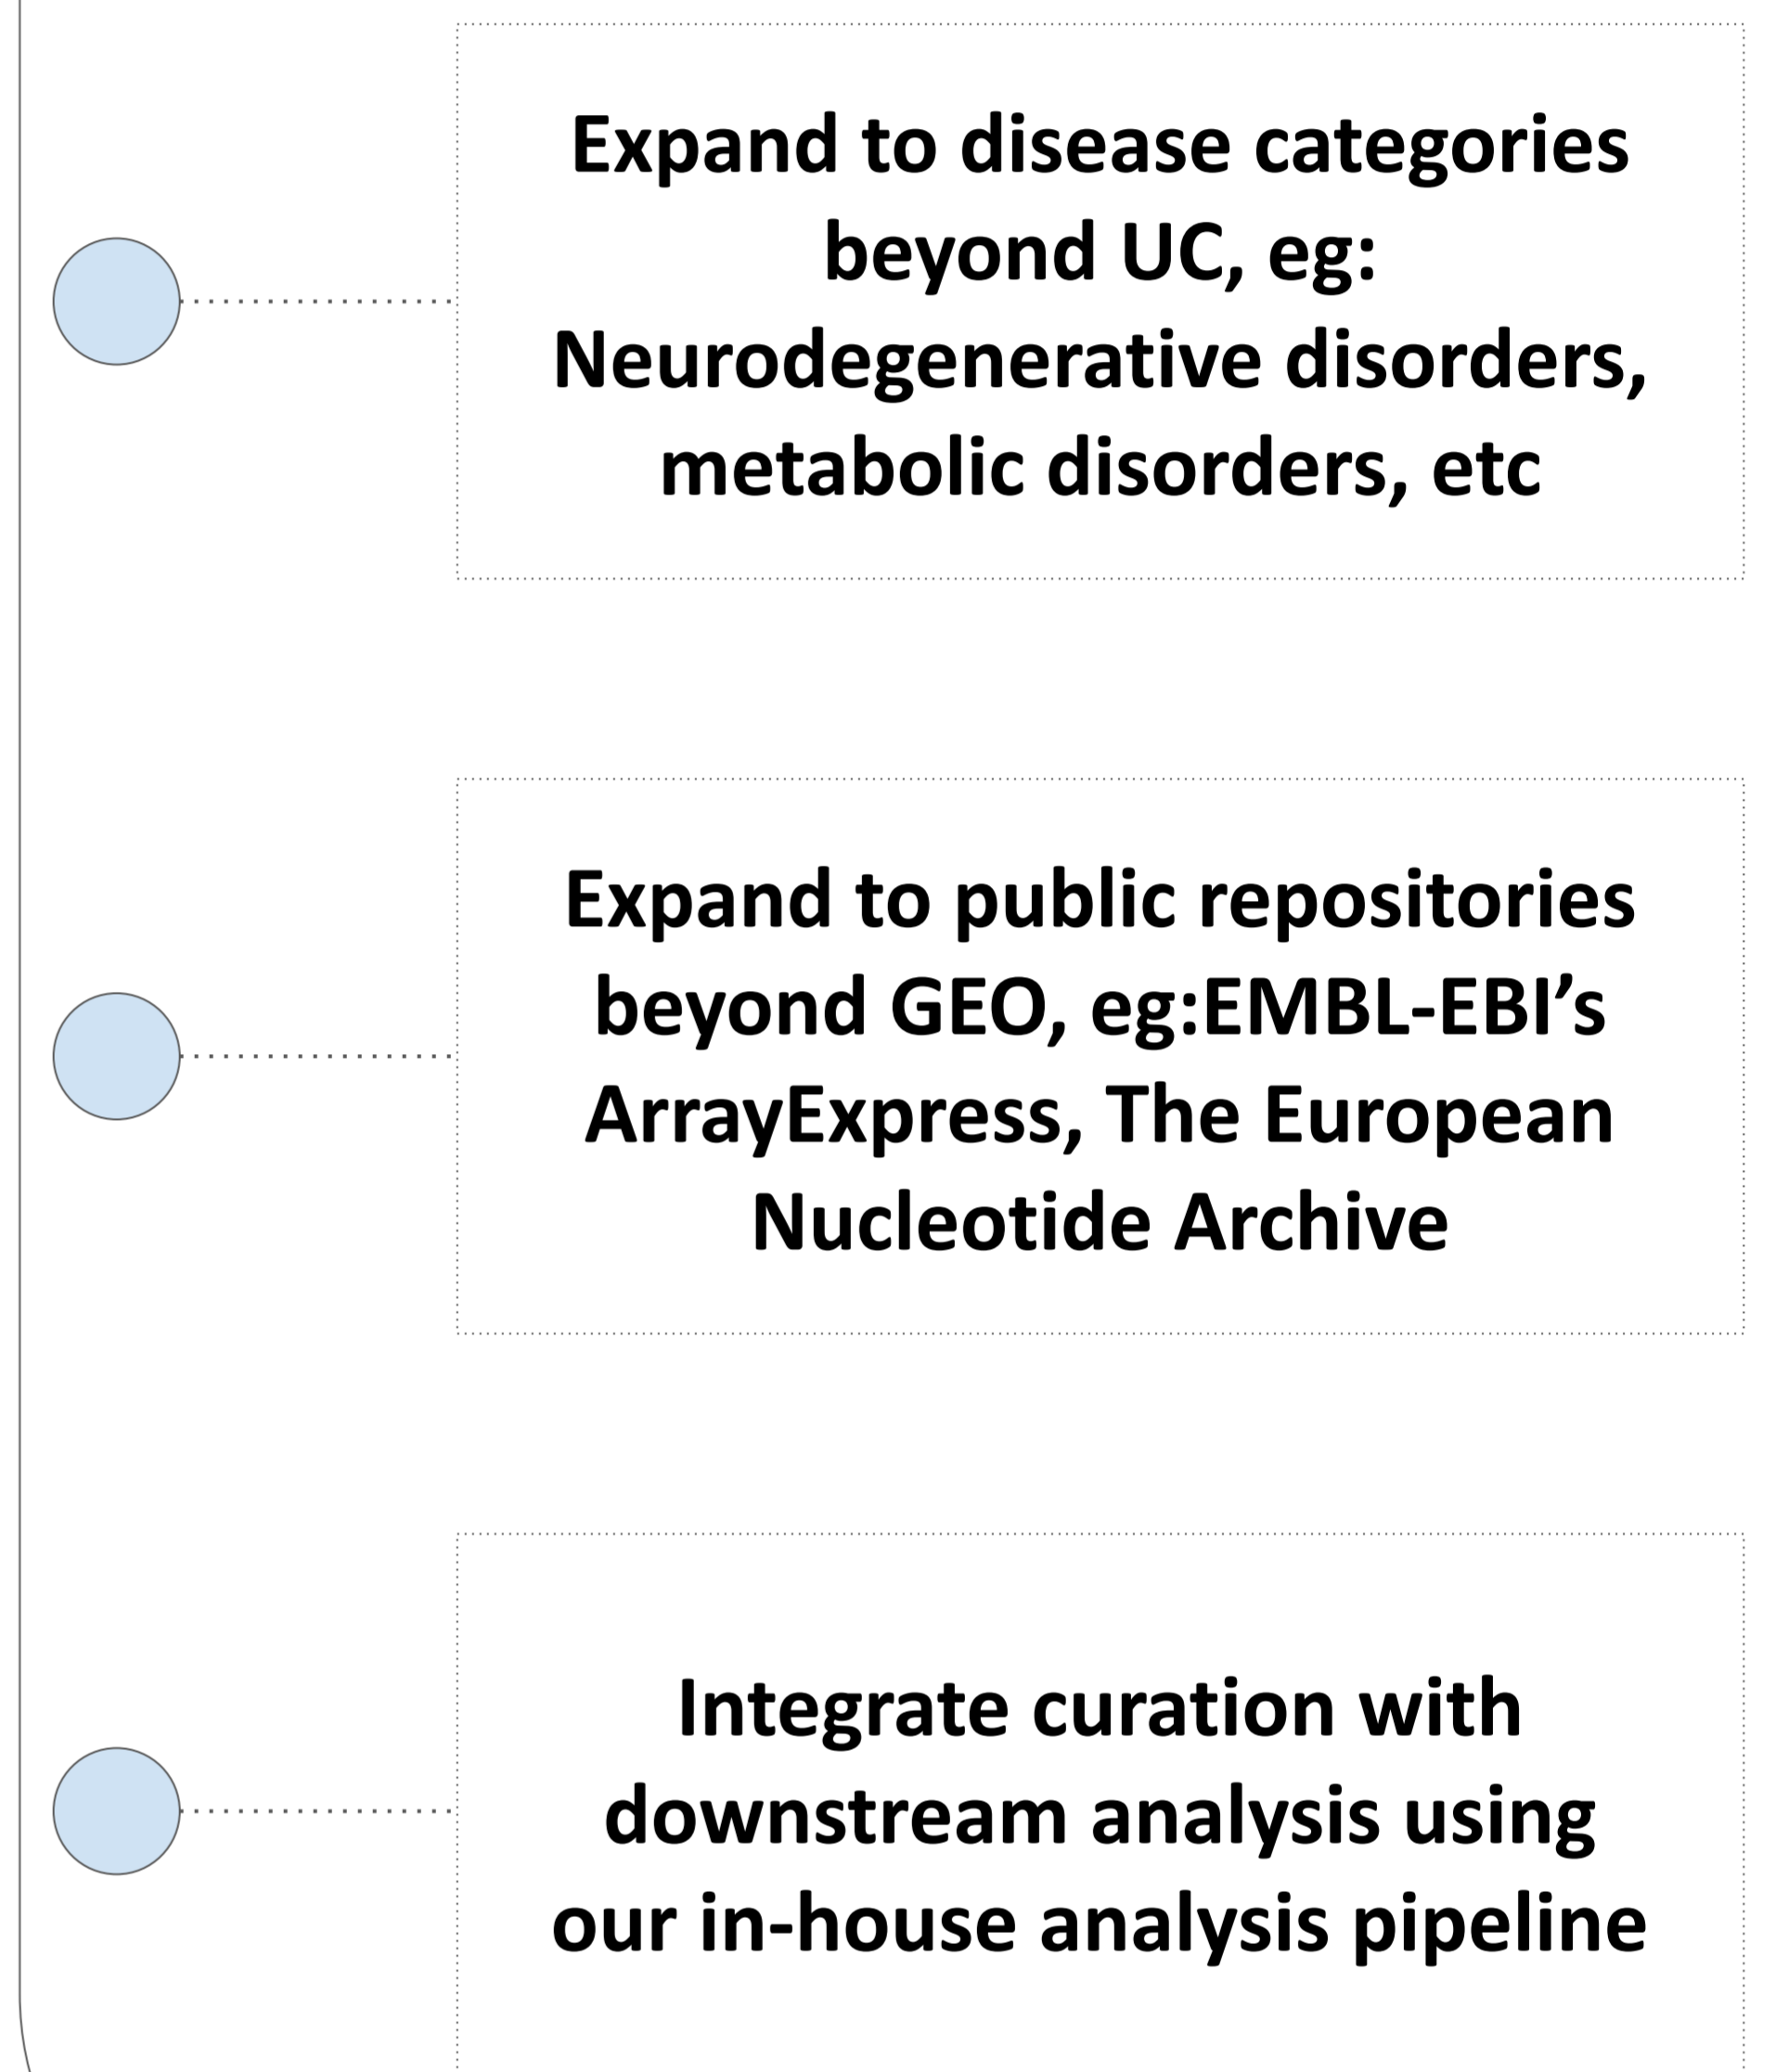 Expand to disease categories
beyond UC, eg:
Neurodegenerative disorders,
metabolic disorders, etc
Expand to public repositories
beyond GEO, eg:EMBL-EBI’s
ArrayExpress, The European
Nucleotide Archive
Integrate curation with
downstream analysis using
our in-house analysis pipeline